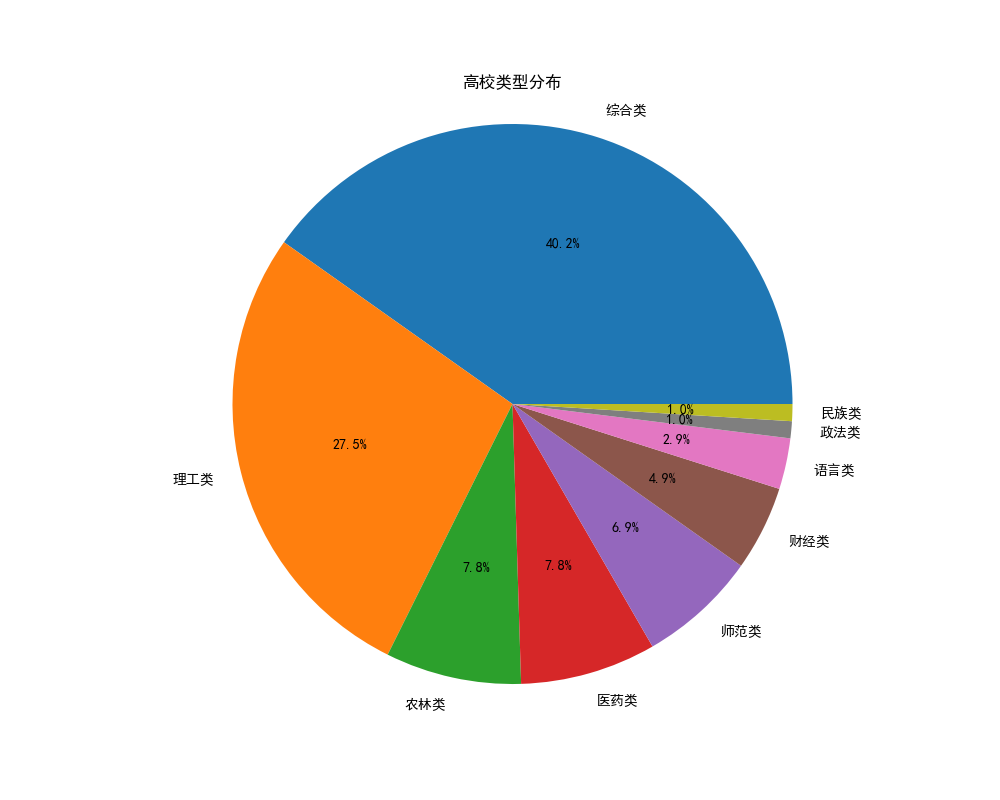 高校类型分布
综合类
40.2%
27.5%
理工类
7.8%
农林类
7.8%
医药类
6.9%
师范类
4.9%
财经类
2.9%
语言类
1.0%
政法类
1.0%
民族类